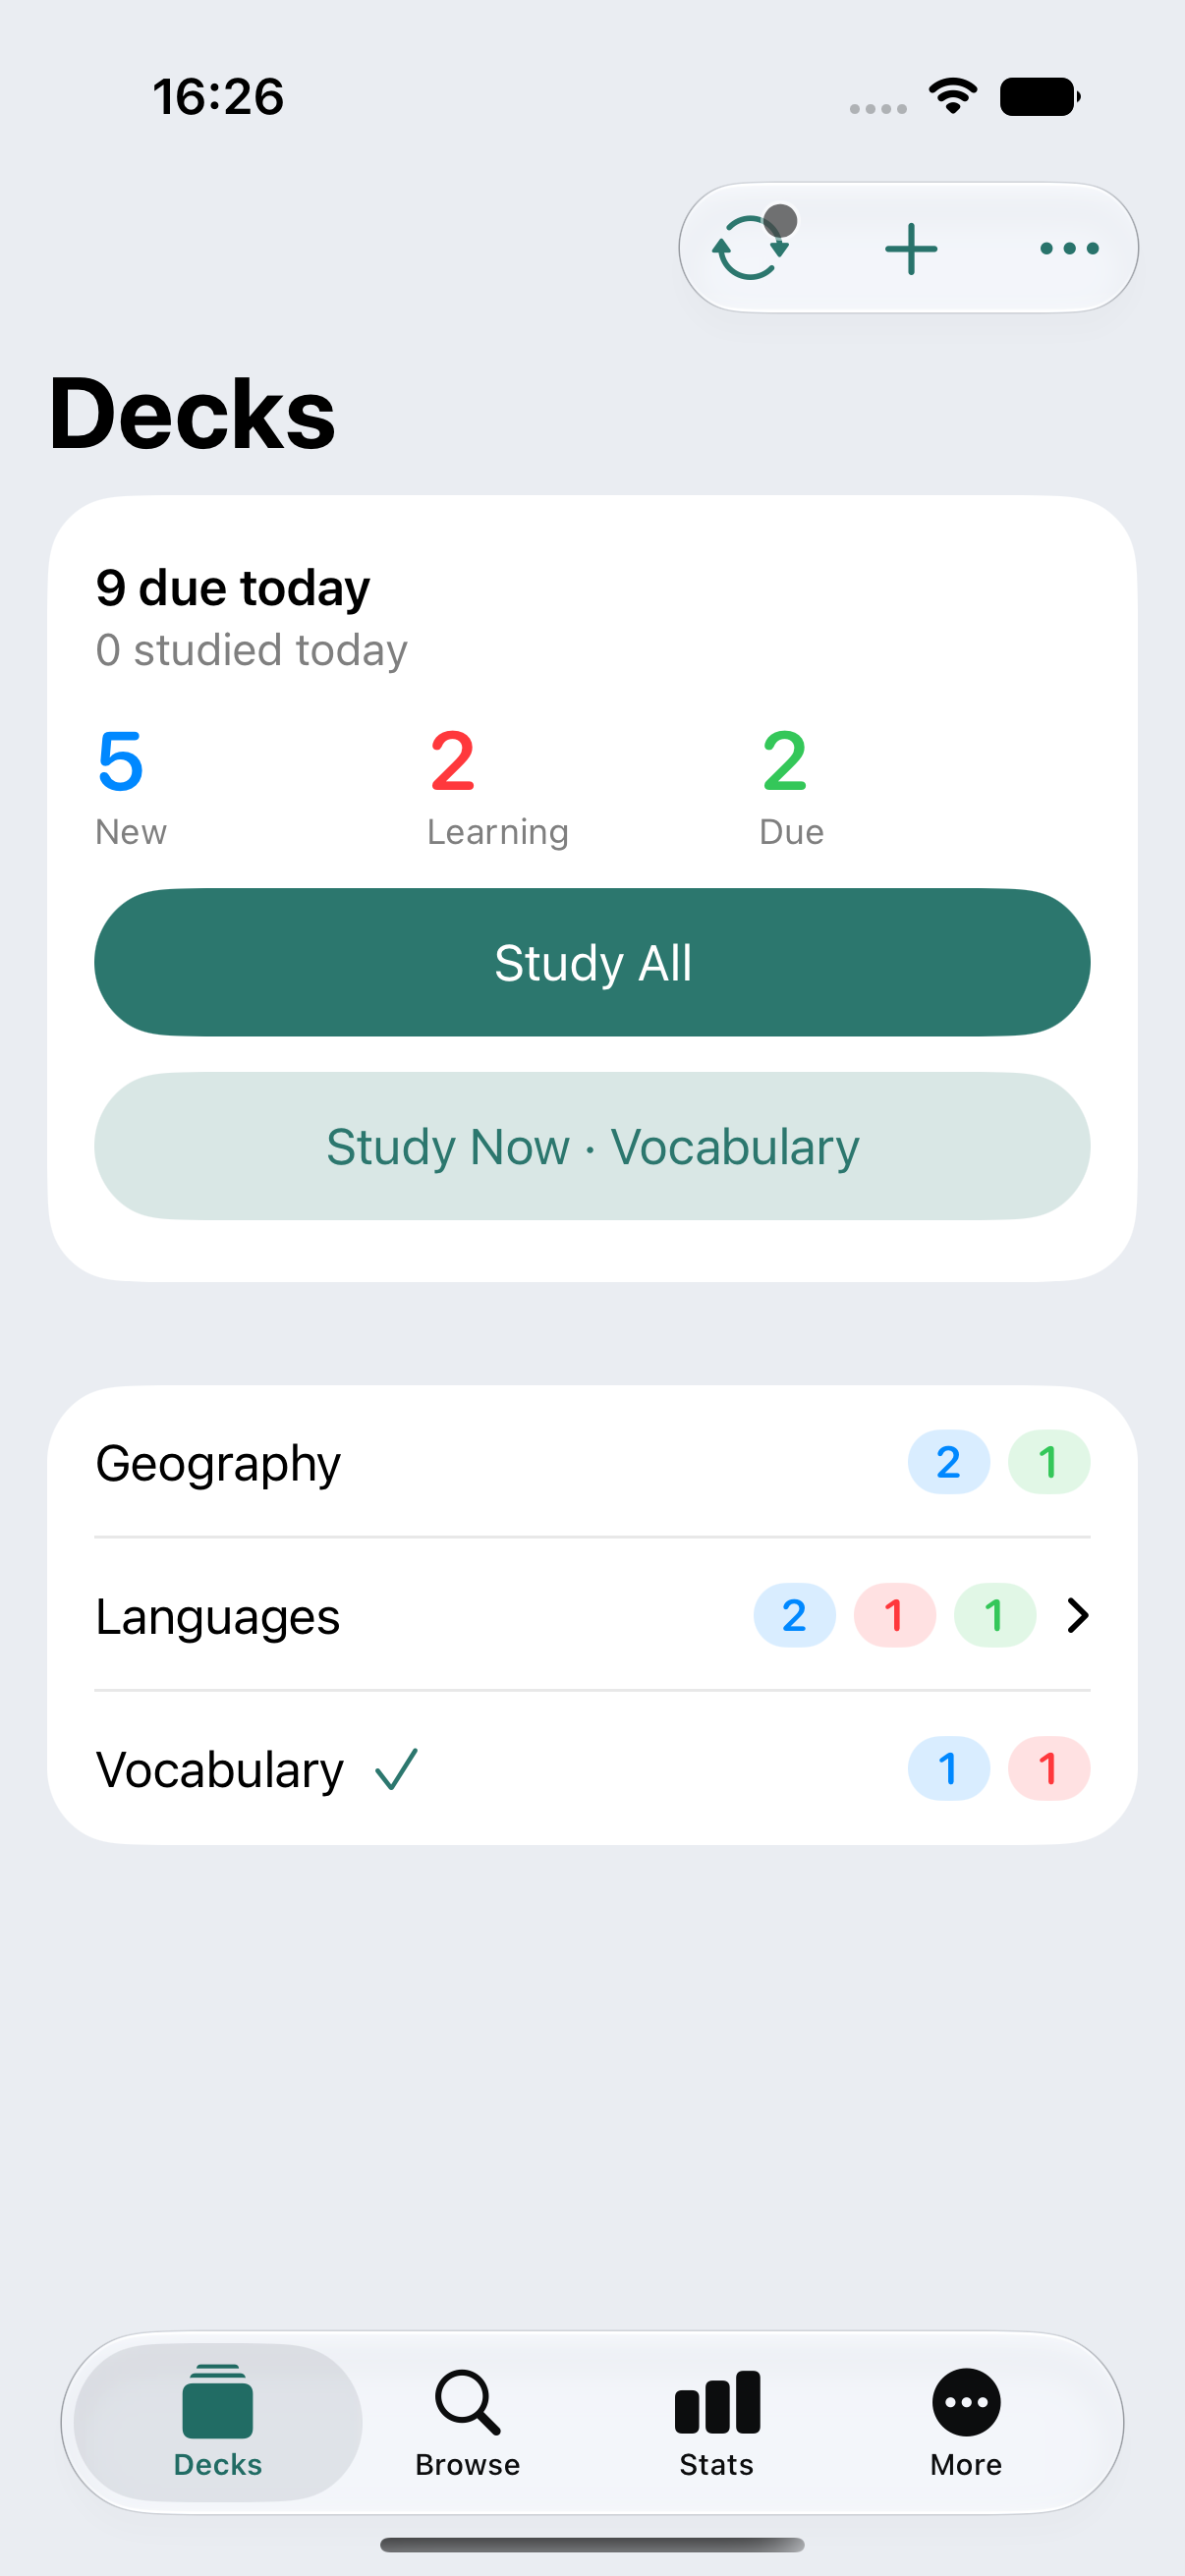 16:26
Decks
9 due today
0 studied today
5 2 2
New Learning Due
Study All
Study Now · Vocabulary
Geography 2 1
Languages 2 1 1
Vocabulary 1 1
Decks Browse Stats More